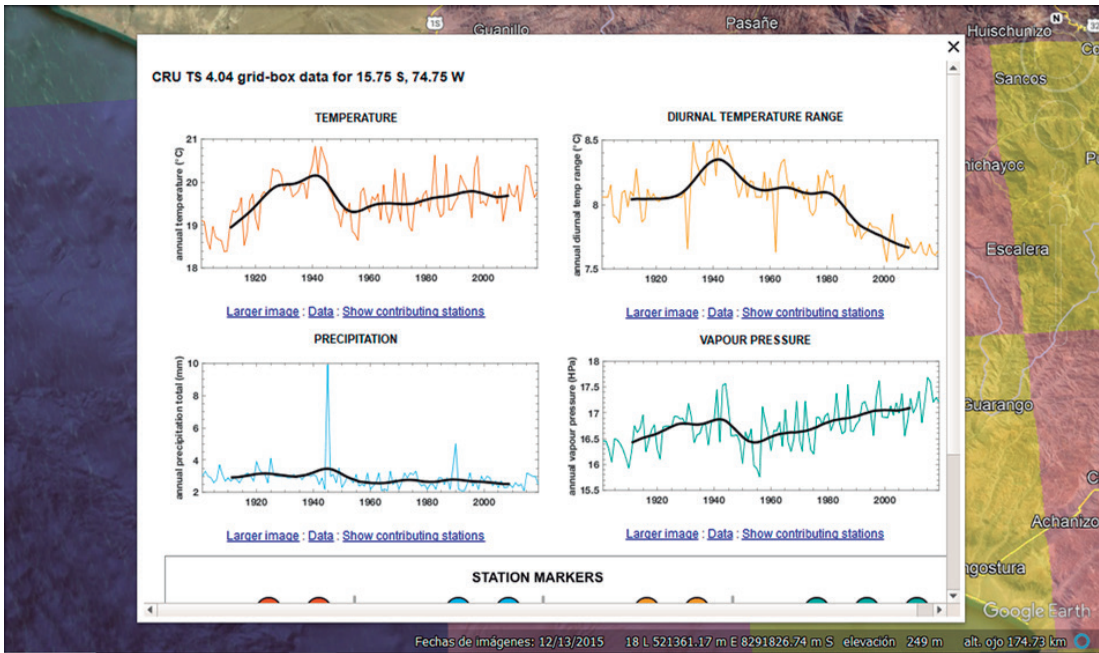 15
Guanillo
Pasañe
N
32
Huischunizo
Sancos
nichayoc
Escalera
Guarango
Achanizo
ngostura
CRU TS 4.04 grid-box data for 15.75 S, 74.75 W
TEMPERATURE
annual temperature (°C)
21
20
19
18
1920 1940 1960 1980 2000
Larger image : Data : Show contributing stations
DIURNAL TEMPERATURE RANGE
annual diurnal temp range (°C)
8.5
8
7.5
1920 1940 1960 1980 2000
Larger image : Data : Show contributing stations
PRECIPITATION
annual precipitation total (mm)
10
8
6
4
2
1920 1940 1960 1980 2000
Larger image : Data : Show contributing stations
VAPOUR PRESSURE
annual vapour pressure (HPa)
18
17.5
17
16.5
16
15.5
1920 1940 1960 1980 2000
Larger image : Data : Show contributing stations
STATION MARKERS
Google Earth
Fechas de imágenes: 12/13/2015 18 L 521361.17 m E 8291826.74 m S elevación 249 m alt. ojo 174.73 km